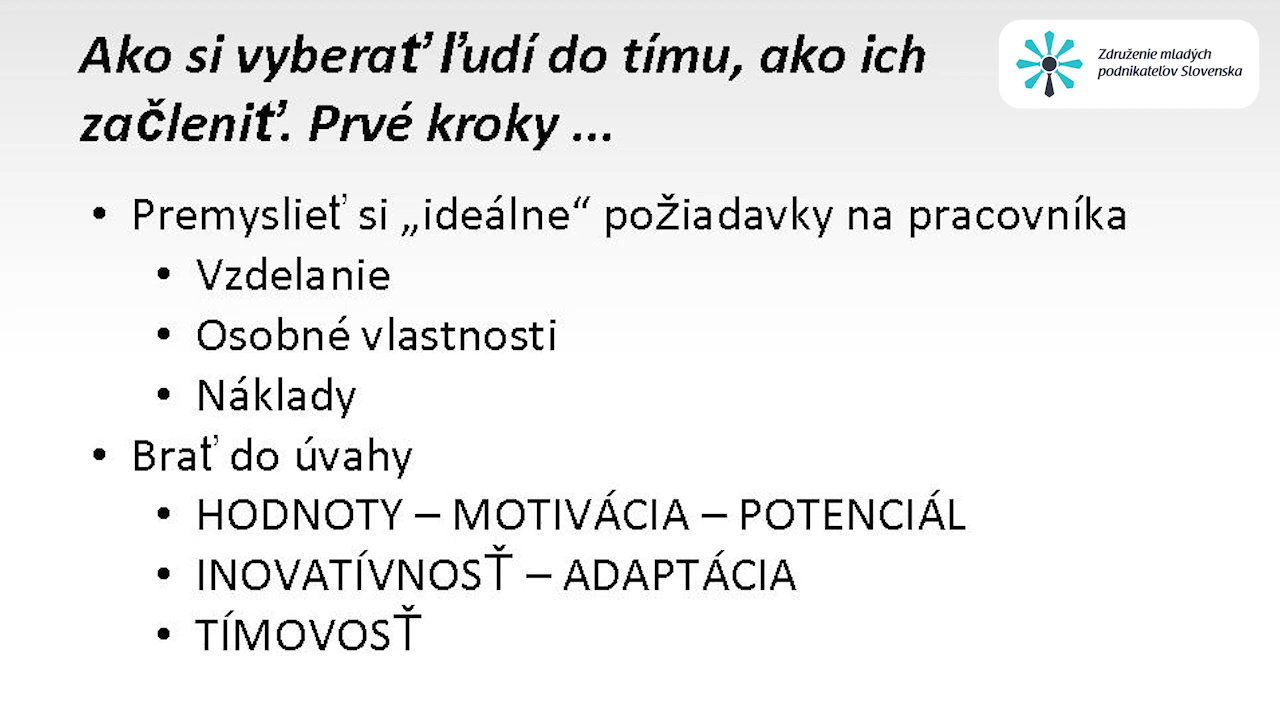 Ako si vyberať ľudí do tímu, ako ich
začleniť. Prvé kroky ...
Združenie mladých
podnikateľov Slovenska
• Premyslieť si „ideálne“ požiadavky na pracovníka
• Vzdelanie
• Osobné vlastnosti
• Náklady
• Brať do úvahy
• HODNOTY – MOTIVÁCIA – POTENCIÁL
• INOVATÍVNOSŤ – ADAPTÁCIA
• TÍMOVOSŤ